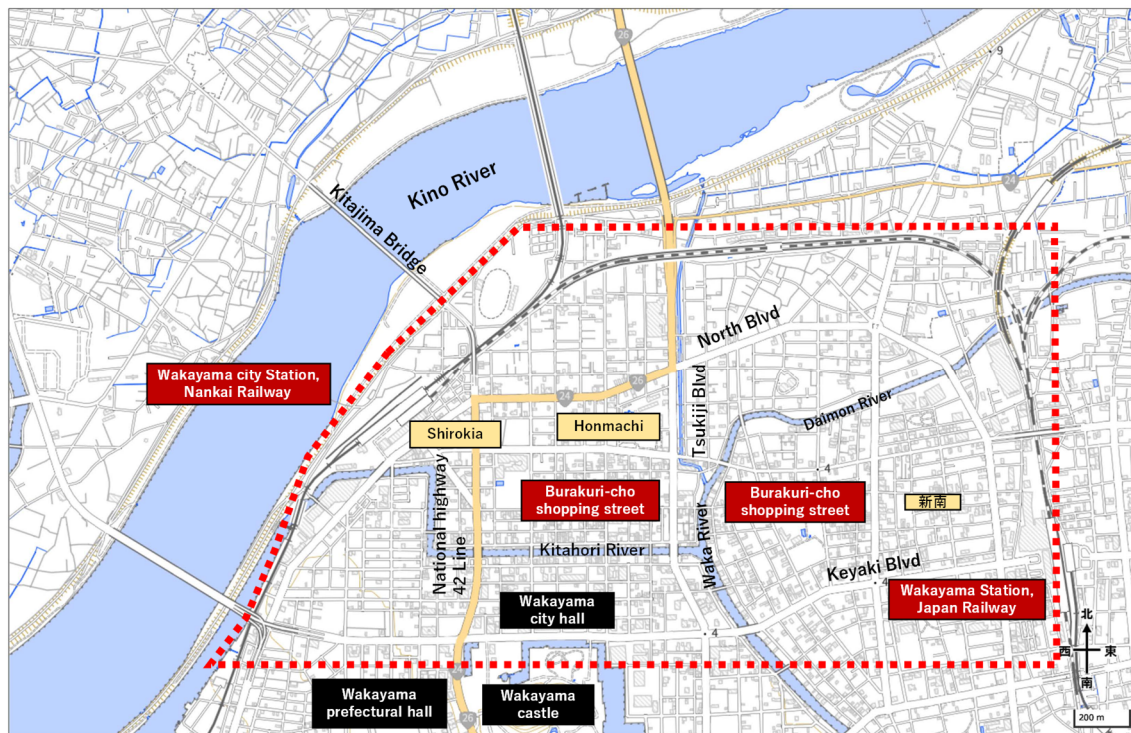 26
9
Kino River
Kitajima Bridge
24
North Blvd
Wakayama city Station,
Nankai Railway
26
24
Tsukiji Blvd
Daimon River
Shirokia
Honmachi
4
National highway
42 Line
Burakuri-cho
shopping street
Burakuri-cho
shopping street
新南
Kitahori River
Waka River
Keyaki Blvd
4
Wakayama Station,
Japan Railway
Wakayama
city hall
4
北
西
東
南
Wakayama
prefectural hall
Wakayama
castle
26
200 m